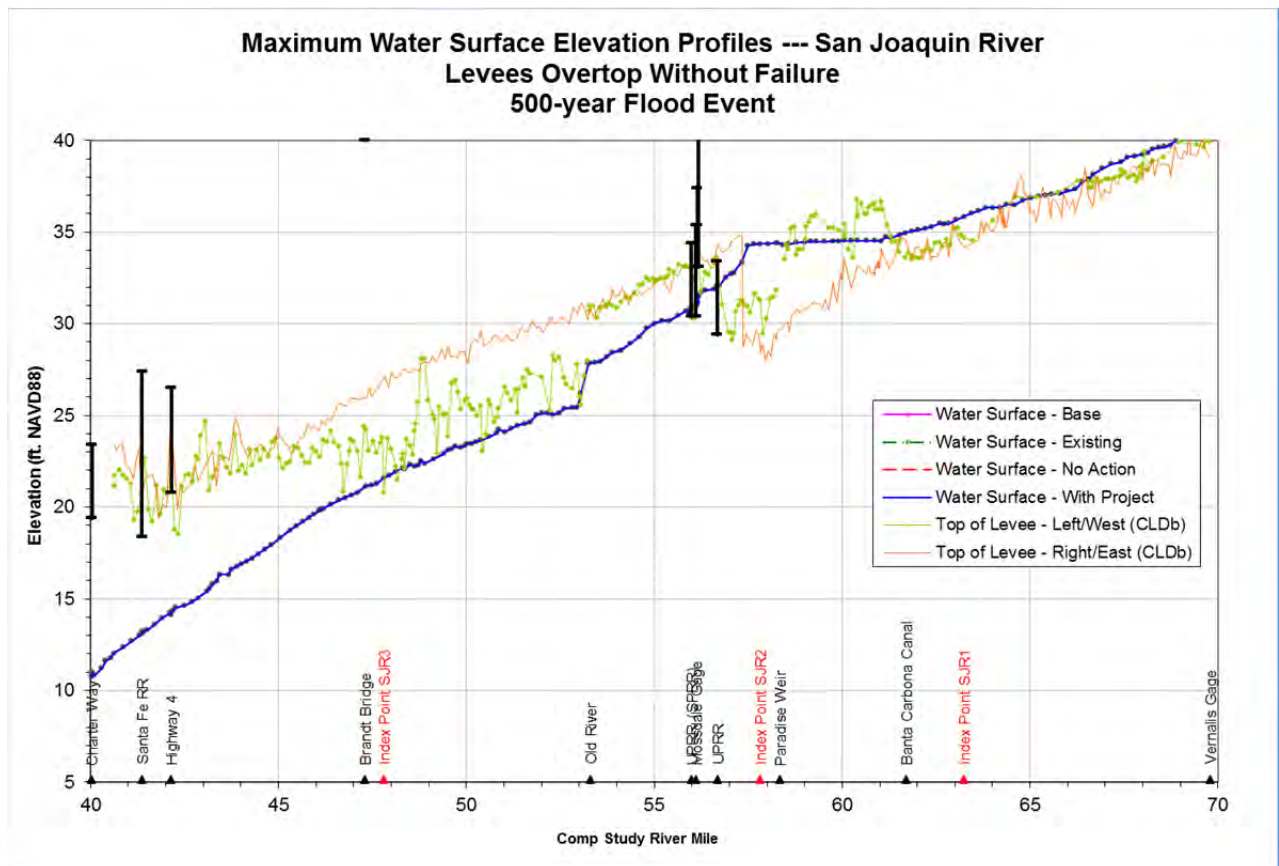 Maximum Water Surface Elevation Profiles --- San Joaquin River
Levees Overtop Without Failure
500-year Flood Event
Elevation (ft. NAVD88)
40
35
30
25
20
15
10
5
Water Surface - Base
Water Surface - Existing
Water Surface - No Action
Water Surface - With Project
Top of Levee - Left/West (CLDb)
Top of Levee - Right/East (CLDb)
Charter Way
Santa Fe RR
Highway 4
Brandt Bridge
Index Point SJR3
Old River
UPRR (SPRR)
Mossdale Gage
UPRR
Index Point SJR2
Paradise Weir
Banta Carbona Canal
Index Point SJR1
Vernalis Gage
40 45 50 55 60 65 70
Comp Study River Mile